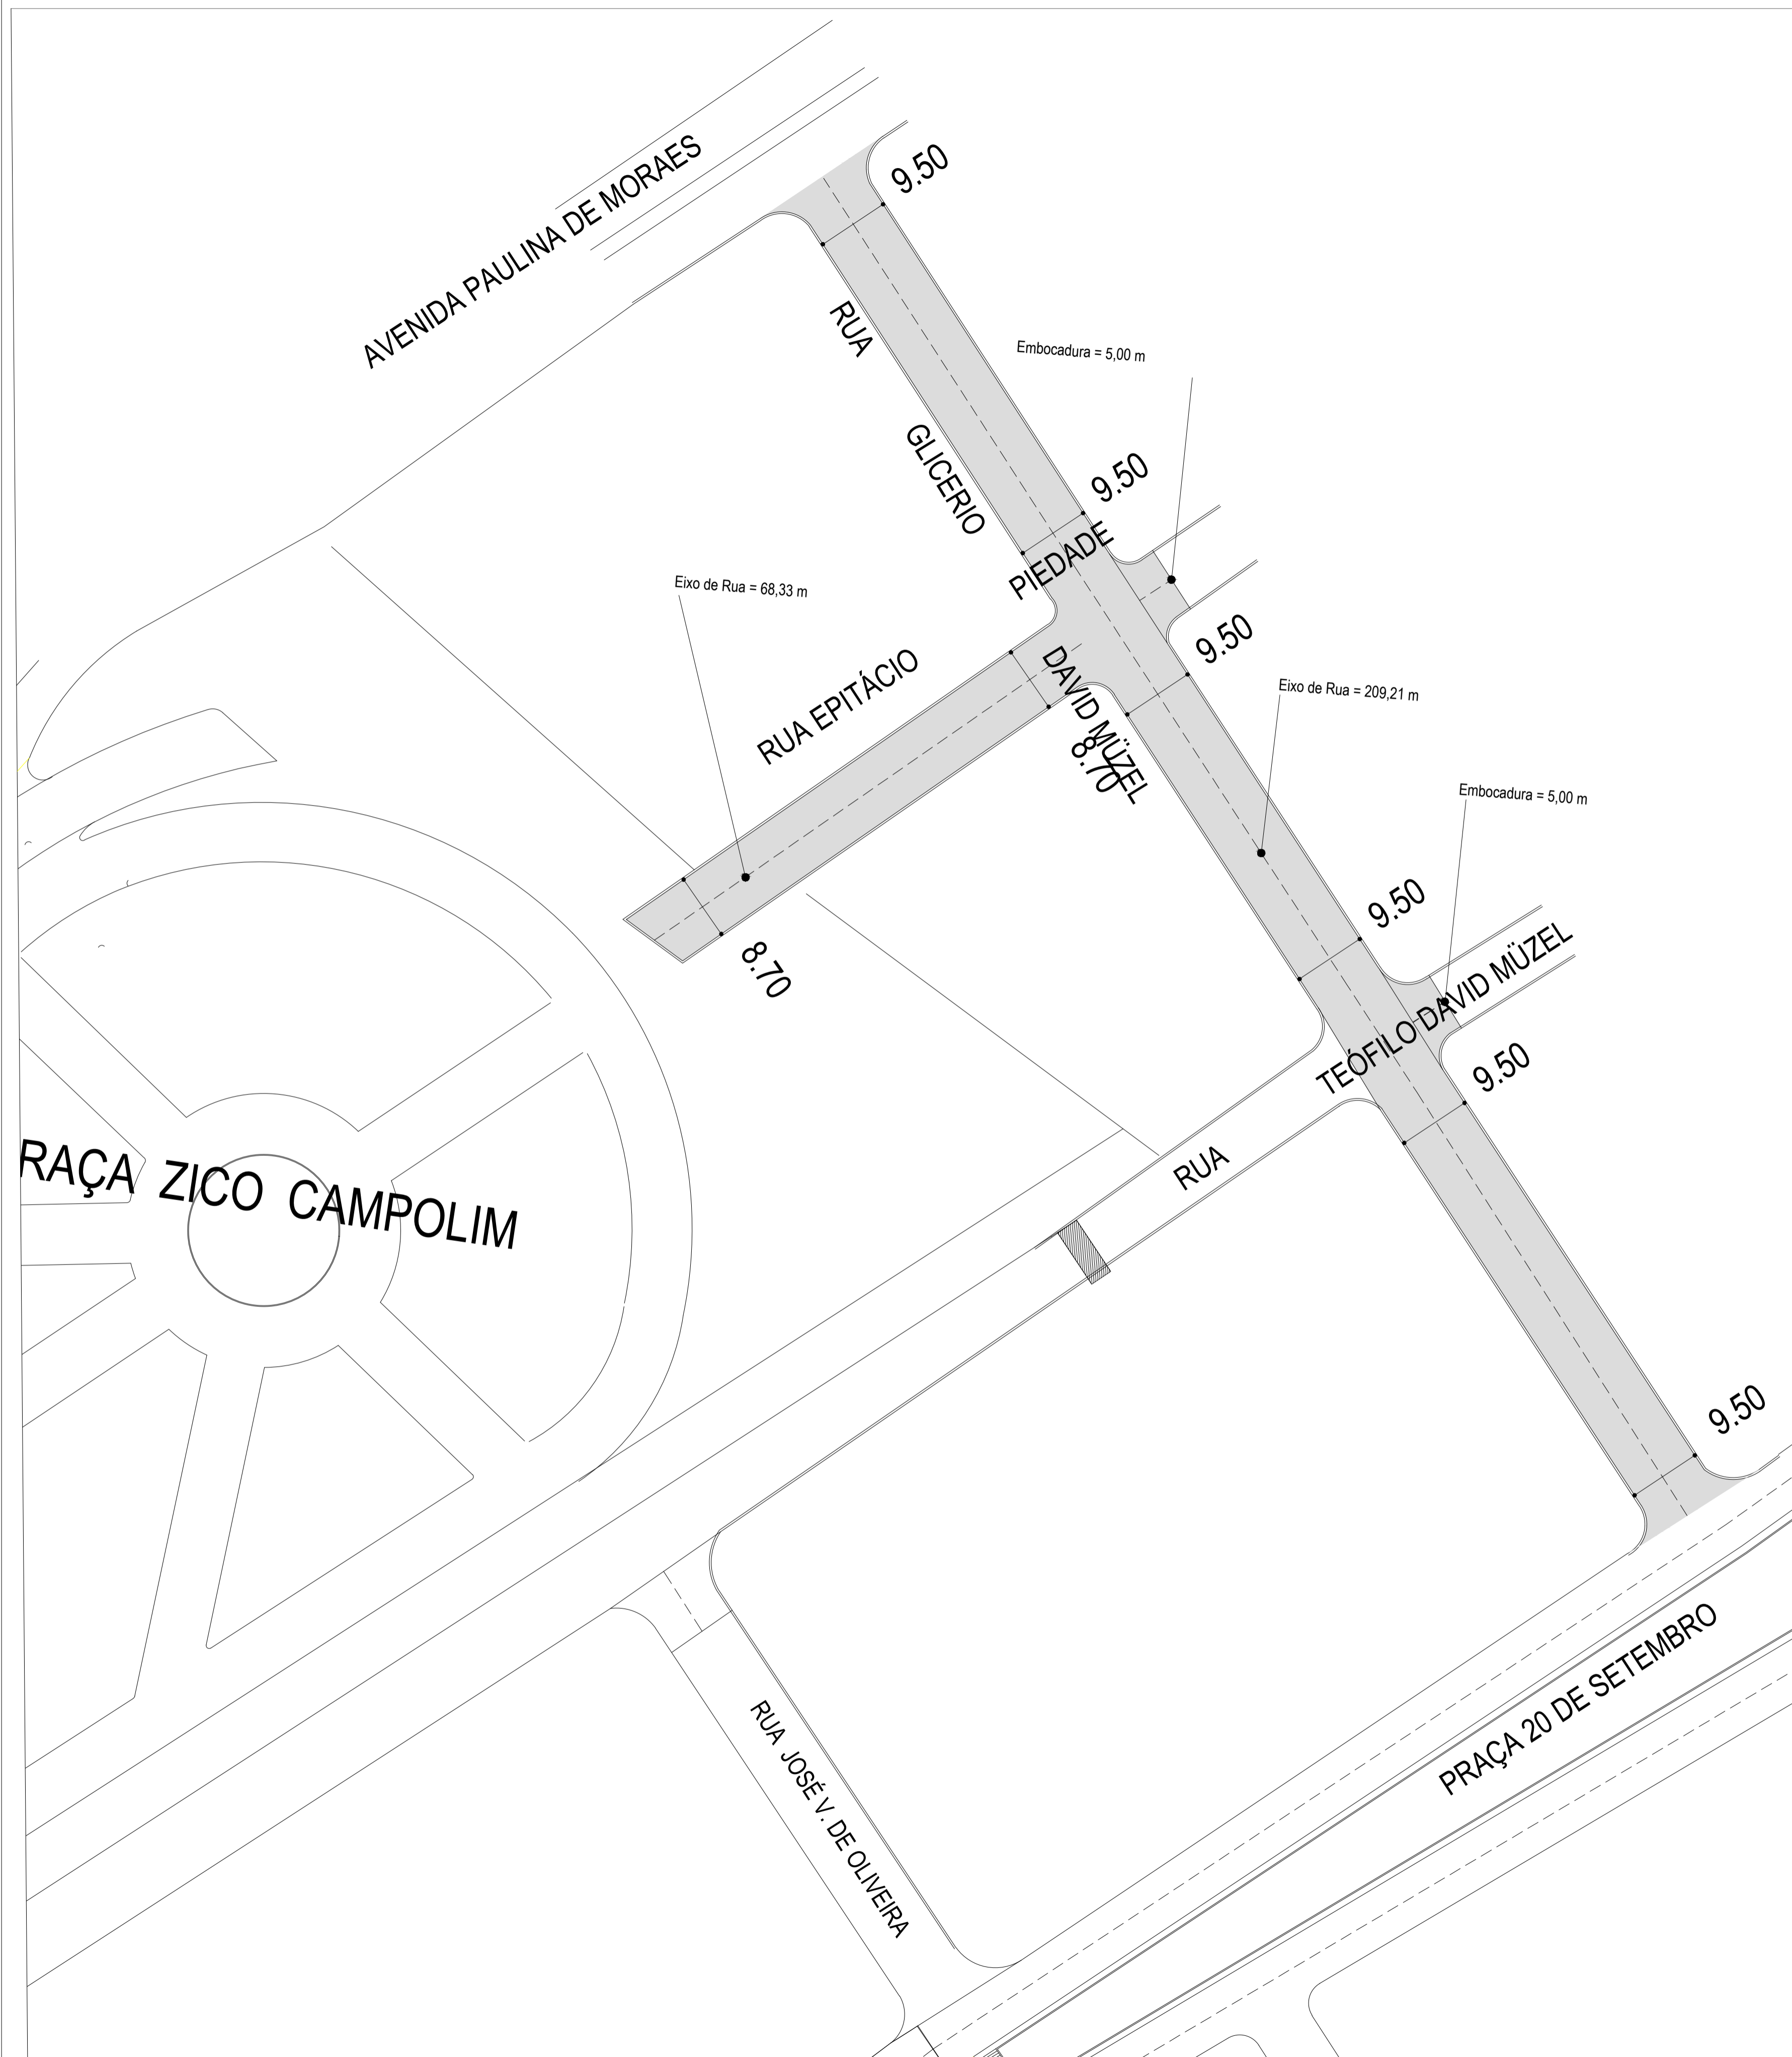 AVENIDA PAULINA DE MORAES
9.50
RUA
GLICERIO
DAVID MÜZEL
Embocadura = 5,00 m
9.50
Eixo de Rua = 68,33 m
RUA EPITÁCIO
PIEDADE
9.50
Eixo de Rua = 209,21 m
8.70
Embocadura = 5,00 m
9.50
8.70
RUA
TEÓFILO DAVID MÜZEL
9.50
RAÇA ZICO CAMPOLIM
9.50
RUA JOSÉ V. DE OLIVEIRA
PRAÇA 20 DE SETEMBRO